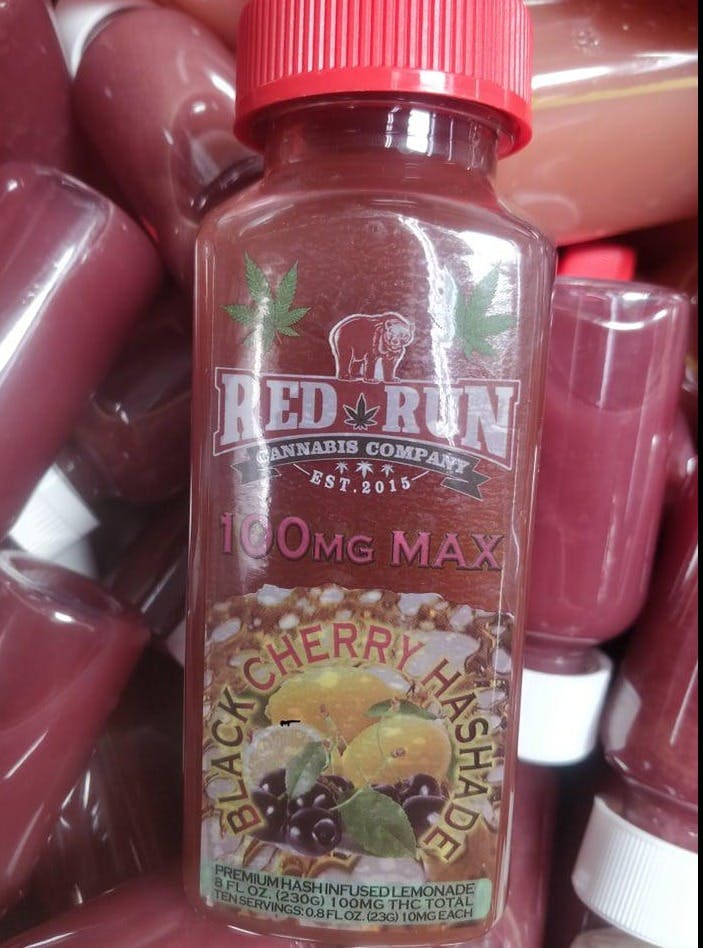 RED RUN
CANNABIS COMPANY
EST.2015
100MG MAX
BLACK CHERRY HASHADE
PREMIUM HASH INFUSED LEMONADE
8 FL OZ. (230G) 100MG THC TOTAL
TEN SERVINGS: 0.8 FL OZ. (23G) 10MG EACH